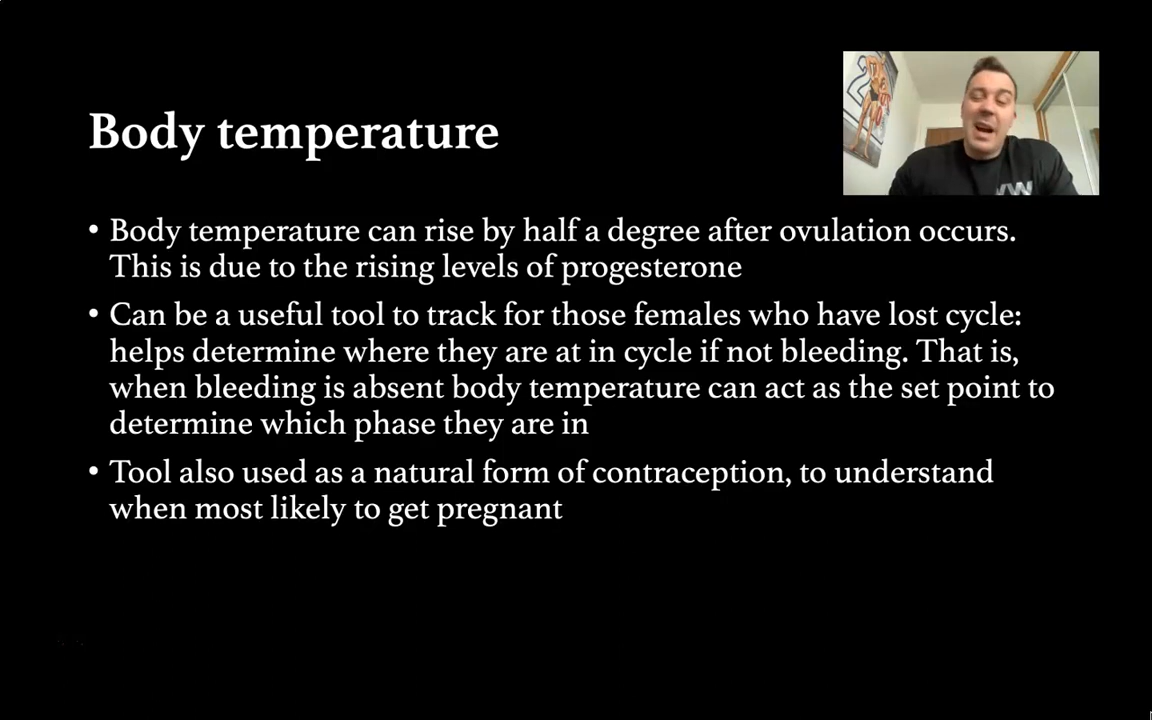 Body temperature
• Body temperature can rise by half a degree after ovulation occurs.
This is due to the rising levels of progesterone
• Can be a useful tool to track for those females who have lost cycle:
helps determine where they are at in cycle if not bleeding. That is,
when bleeding is absent body temperature can act as the set point to
determine which phase they are in
• Tool also used as a natural form of contraception, to understand
when most likely to get pregnant